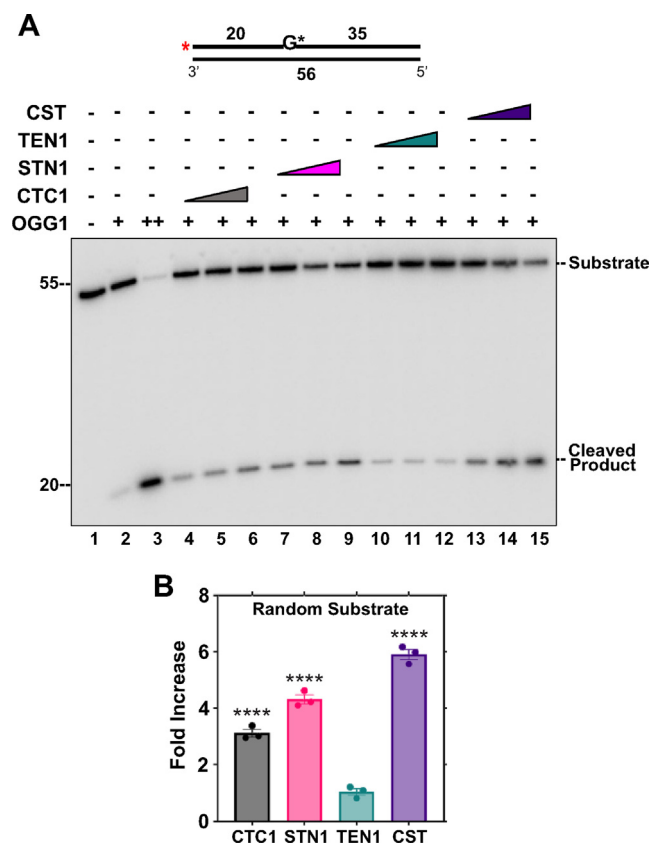 A
20 G* 35
*
3' 56 5'
CST - - - - - - - - - - - -
TEN1 - - - - - - - - - - - -
STN1 - - - - - - - - - - - -
CTC1 - - - - - - - - - - - -
OGG1 - + ++ + + + + + + + + + + + +
55-- --Substrate
--Cleaved
Product
20--
1 2 3 4 5 6 7 8 9 10 11 12 13 14 15
B
Random Substrate
Fold Increase
8
6
4
2
0
**** **** ****
CTC1 STN1 TEN1 CST